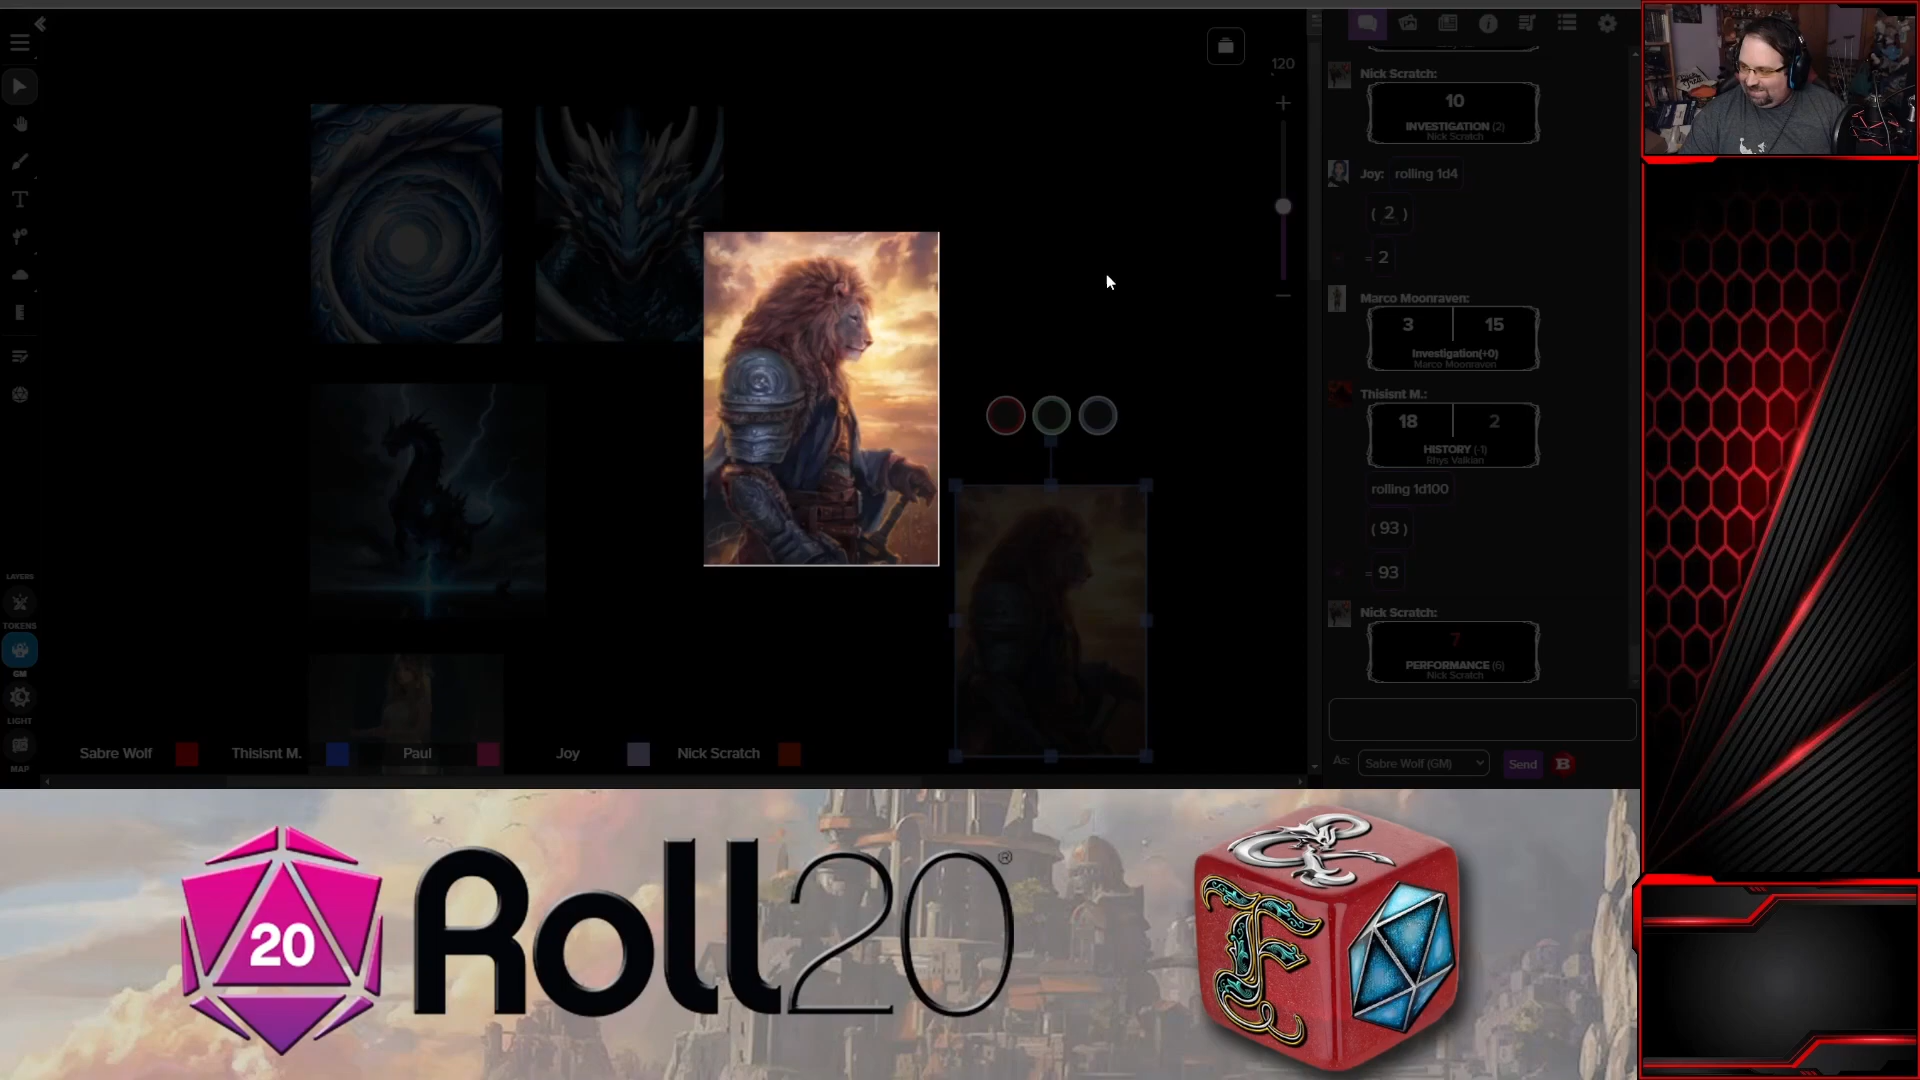 120
Nick Scratch:
10
INVESTIGATION (2)
Nick Scratch
Joy: rolling 1d4
( 2 )
= 2
Marco Moonraven:
3 15
Investigation(+0)
Marco Moonraven
Thisisnt M.:
18 2
HISTORY (-1)
Rhys Valkian
rolling 1d100
( 93 )
= 93
Nick Scratch:
7
PERFORMANCE (6)
Nick Scratch
LAYERS
TOKENS
GM
LIGHT
MAP
Sabre Wolf Thisisnt M. Paul Joy Nick Scratch
As: Sabre Wolf (GM) Send B
20 Roll20®
E